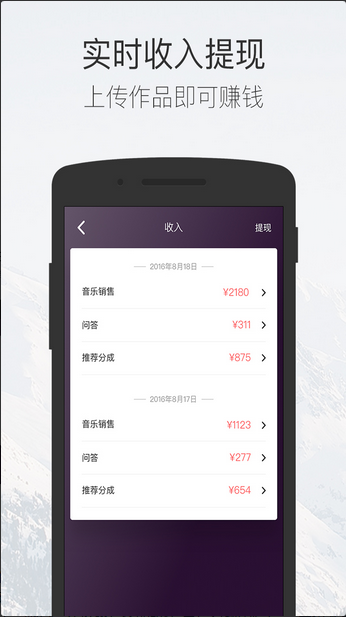 实时收入提现
上传作品即可赚钱
收入 提现
2016年8月18日
音乐销售 ¥2180
问答 ¥311
推荐分成 ¥875
2016年8月17日
音乐销售 ¥1123
问答 ¥277
推荐分成 ¥654